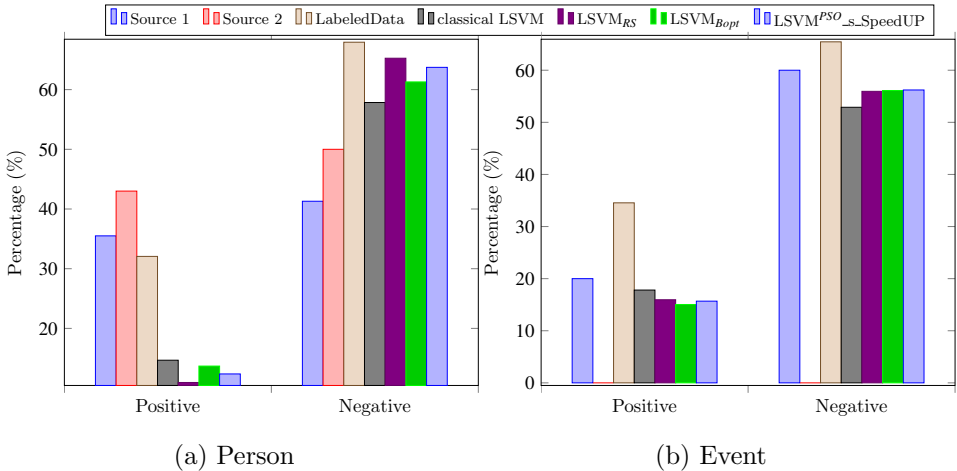 Source 1 Source 2 LabeledData classical LSVM LSVM_RS LSVM_Bopt LSVM^PSO_s_SpeedUP
Percentage (%)
60
50
40
30
20
Positive Negative
(a) Person
Percentage (%)
60
50
40
30
20
10
0
Positive Negative
(b) Event